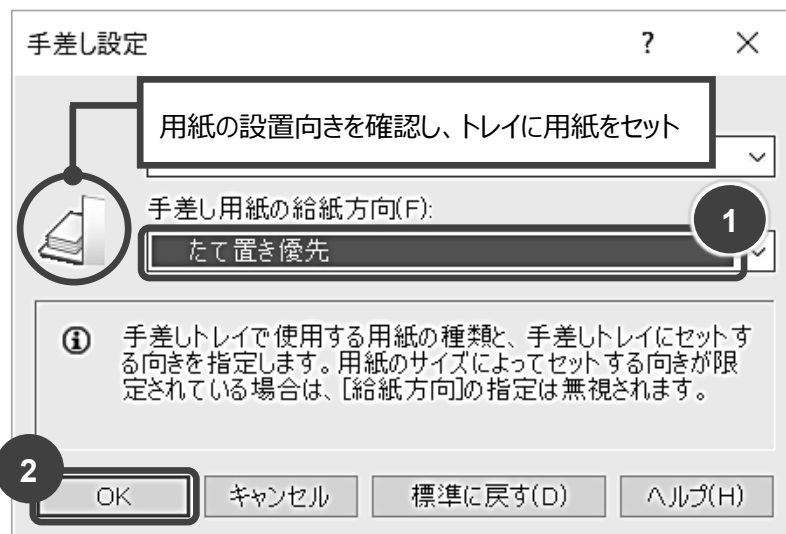 手差し設定
?
×
用紙の設置向きを確認し、トレイに用紙をセット
手差し用紙の給紙方向(F):
1
たて置き優先
手差しトレイで使用する用紙の種類と、手差しトレイにセットす
る向きを指定します。用紙のサイズによってセットする向きが限
定されている場合は、[給紙方向]の指定は無視されます。
2
OK
キャンセル
標準に戻す(D)
ヘルプ(H)